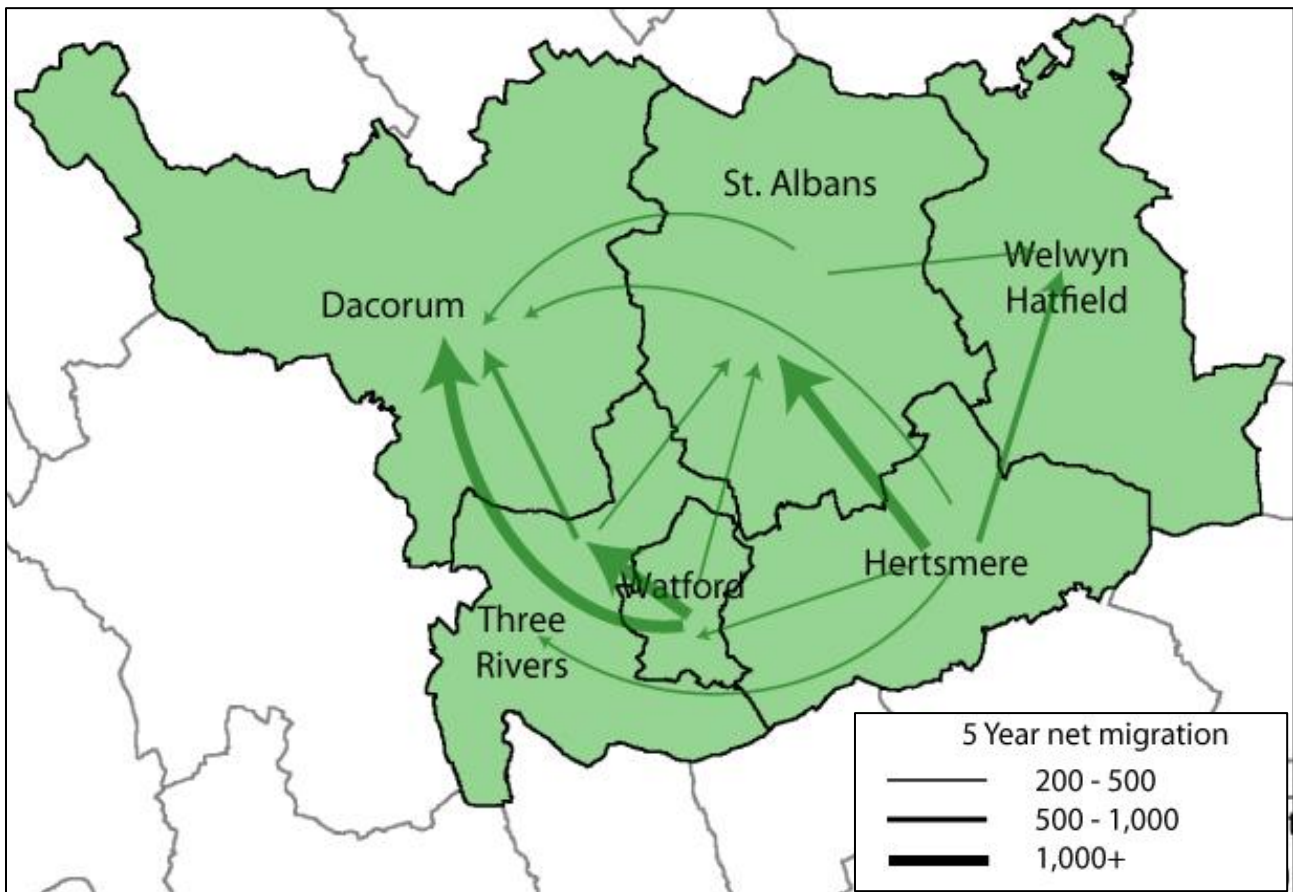 St. Albans
Welwyn
Hatfield
Dacorum
Hertsmere
Watford
Three
Rivers
5 Year net migration
200 - 500
500 - 1,000
1,000+